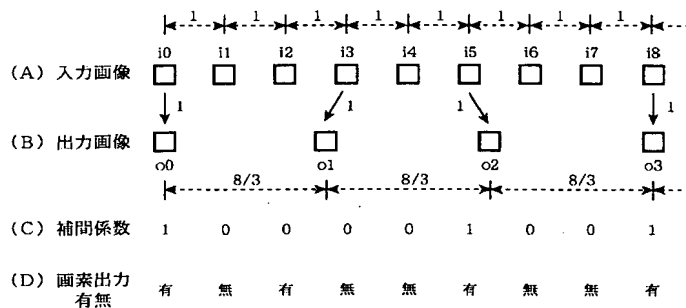 1 1 1 1 1 1 1 1
i0 i1 i2 i3 i4 i5 i6 i7 i8
(A) 入力画像
1 1 1 1
(B) 出力画像
o0 o1 o2 o3
8/3 8/3 8/3
(C) 補間係数 1 0 0 0 0 1 0 0 1
(D) 画素出力 有 無 有 無 無 有 無 無 有
有無